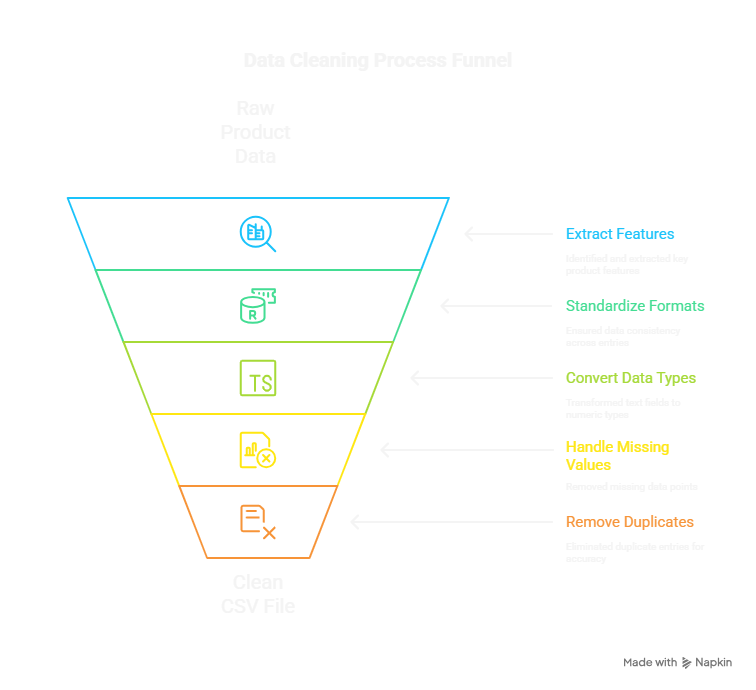 Data Cleaning Process Funnel
Raw
Product
Data
Extract Features
Identified and extracted key
product features
R
Standardize Formats
Ensured data consistency
across entries
TS
Convert Data Types
Transformed text fields to
numeric types
Handle Missing
Values
Removed missing data points
Remove Duplicates
Eliminated duplicate entries for
accuracy
Clean
CSV File
Made with Napkin